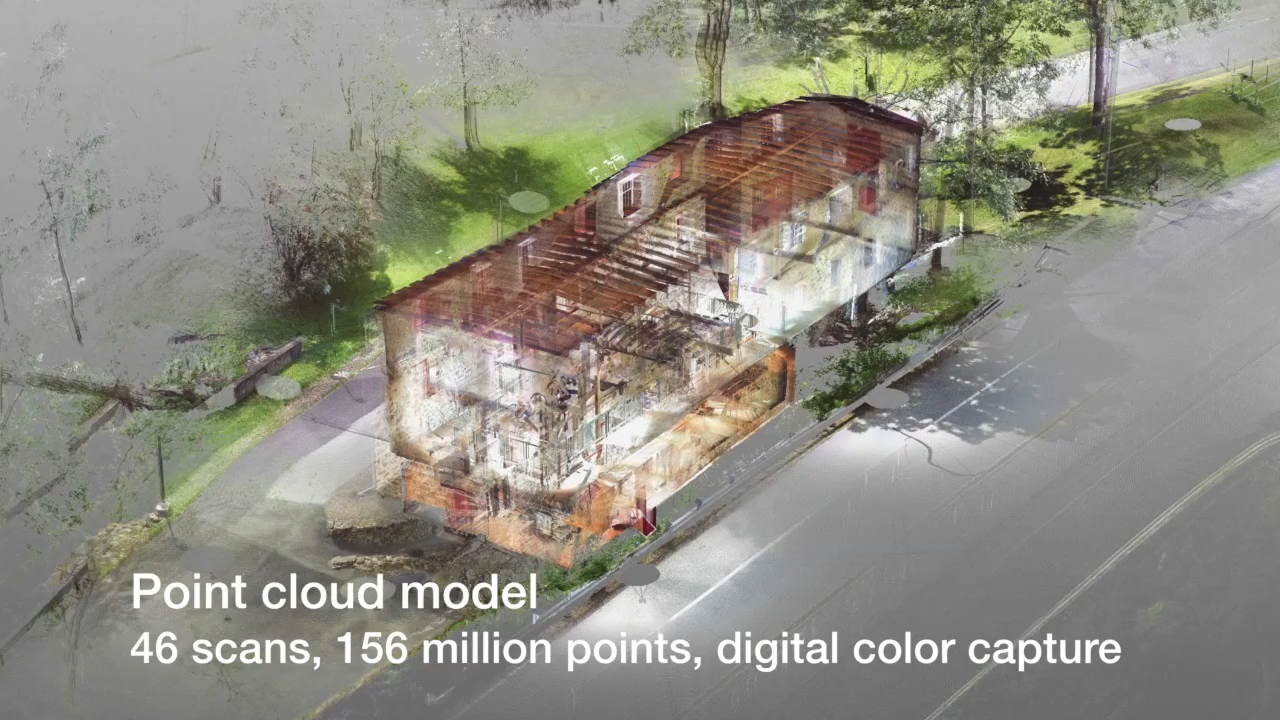 Point cloud model
46 scans, 156 million points, digital color capture